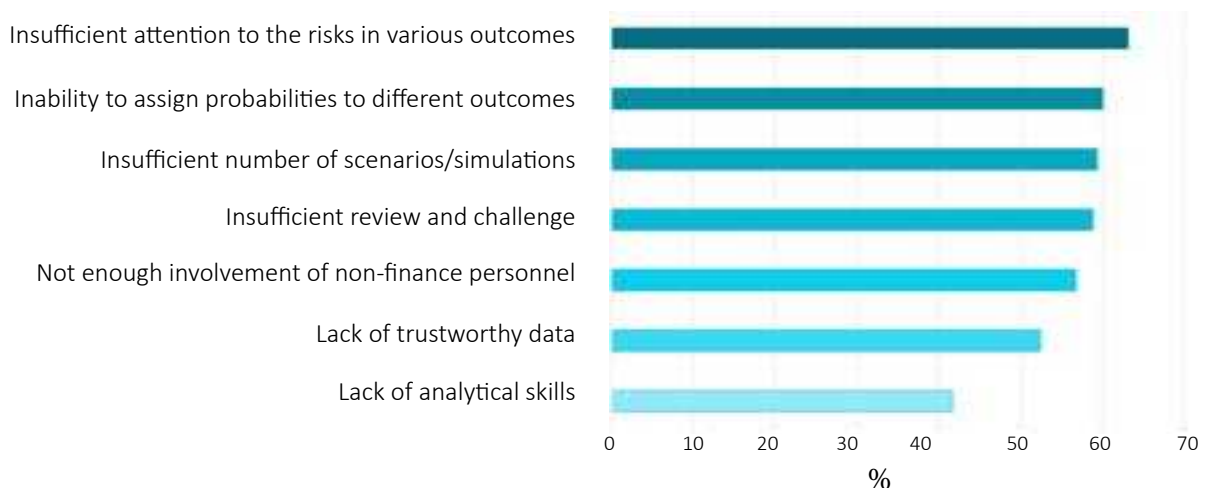 Insufficient attention to the risks in various outcomes
Inability to assign probabilities to different outcomes
Insufficient number of scenarios/simulations
Insufficient review and challenge
Not enough involvement of non-finance personnel
Lack of trustworthy data
Lack of analytical skills
0 10 20 30 40 50 60 70
%